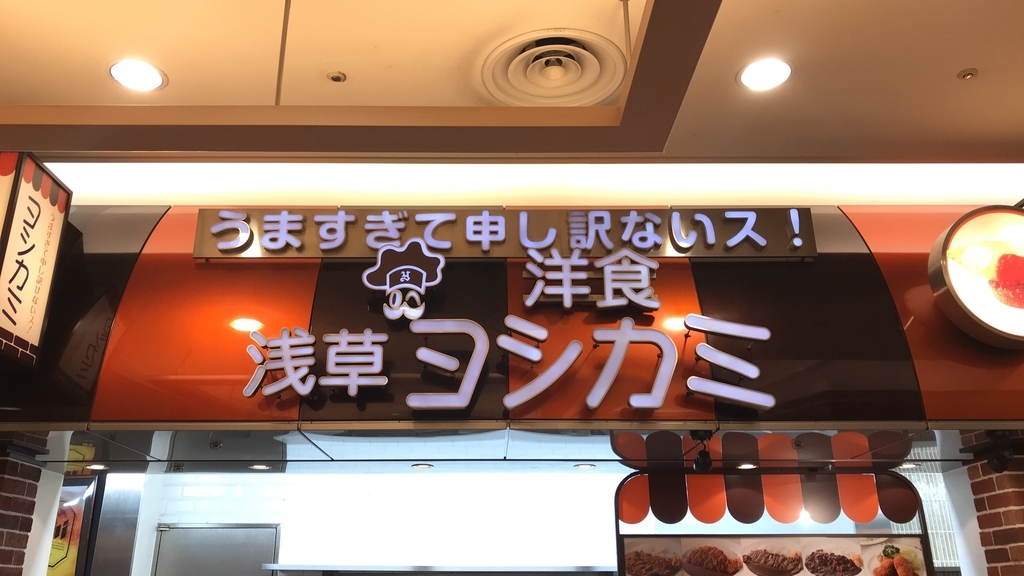 うますぎて申し訳ないス!
洋食
浅草 ヨシカミ
ヨシカミ